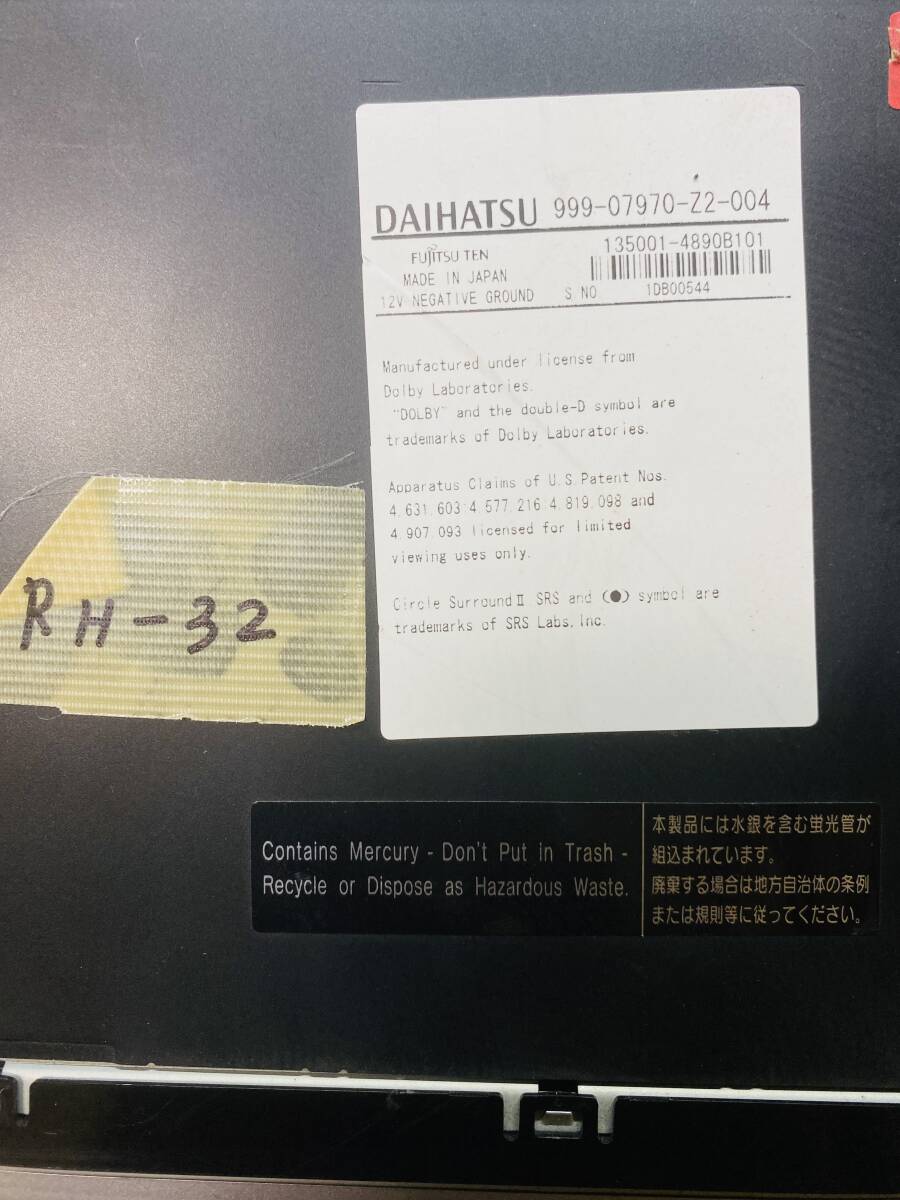 DAIHATSU 999-07970-Z2-004
FUJITSU TEN
MADE IN JAPAN
12V NEGATIVE GROUND
135001-4890B101
S.NO. 1DB00544
Manufactured under license from
Dolby Laboratories.
"DOLBY" and the double-D symbol are
trademarks of Dolby Laboratories.
Apparatus Claims of U.S.Patent Nos.
4,631,603 4,577,216 4,819,098 and
4,907,093 licensed for limited
viewing uses only.
Circle SurroundⅡ SRS and (●) symbol are
trademarks of SRS Labs, Inc.
RH-32
Contains Mercury - Don't Put in Trash -
Recycle or Dispose as Hazardous Waste.
本製品には水銀を含む蛍光管が
組込まれています。
廃棄する場合は地方自治体の条例
または規則等に従ってください。